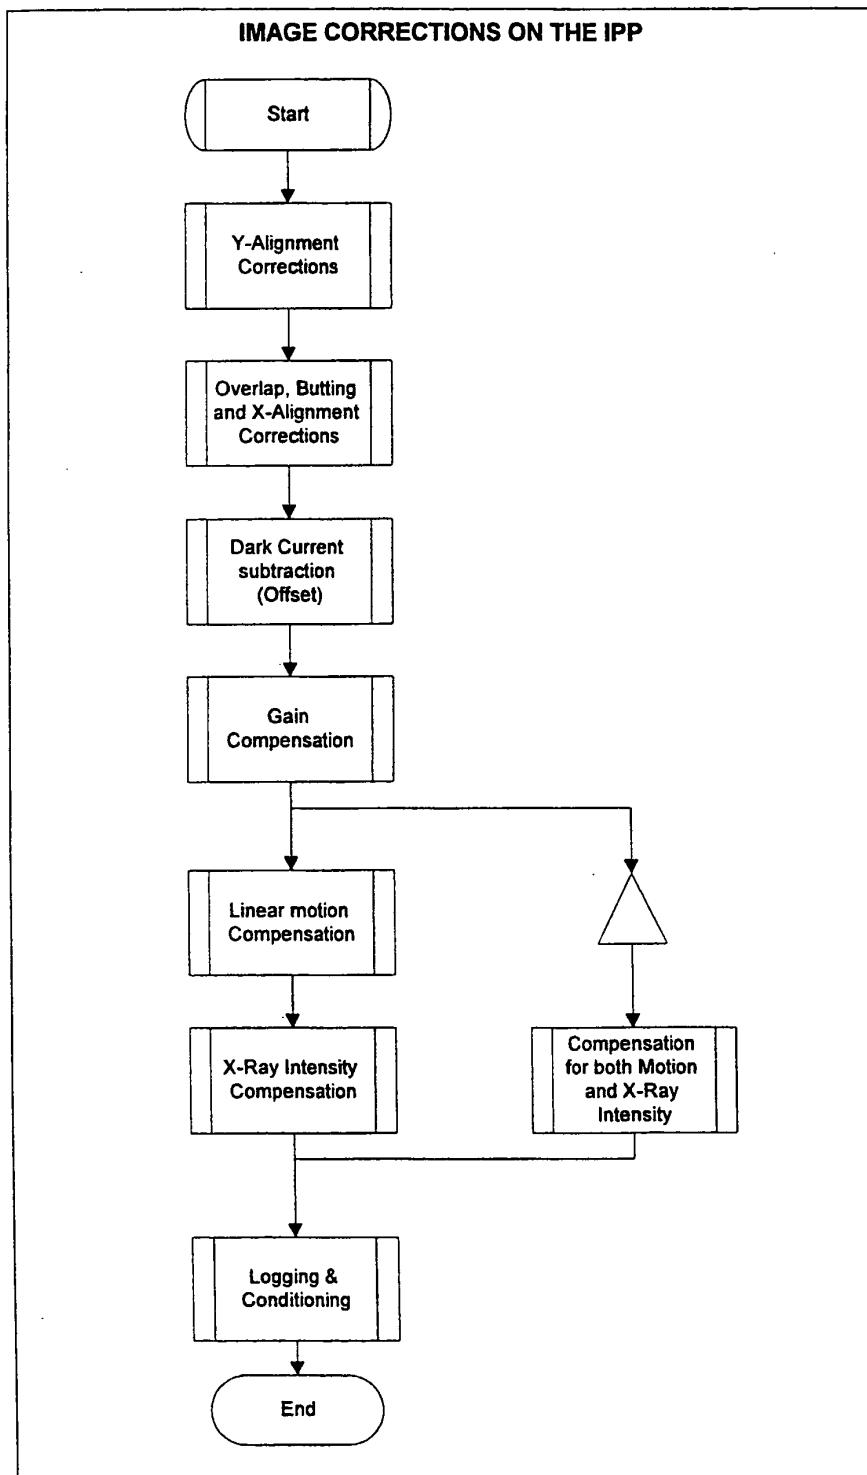 IMAGE CORRECTIONS ON THE IPP
Start
Y-Alignment
Corrections
Overlap, Butting
and X-Alignment
Corrections
Dark Current
subtraction
(Offset)
Gain
Compensation
Linear motion
Compensation
X-Ray Intensity
Compensation
Compensation
for both Motion
and X-Ray
Intensity
Logging &
Conditioning
End